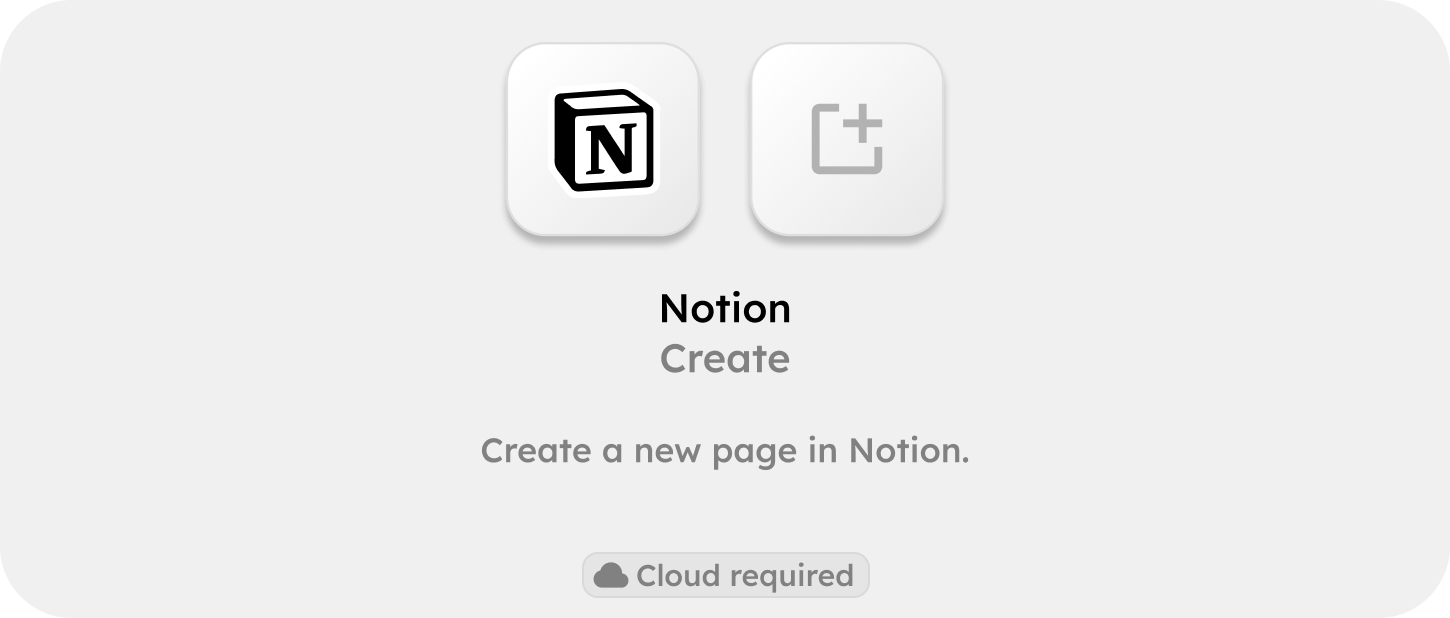 N
Notion
Create
Create a new page in Notion.
Cloud required